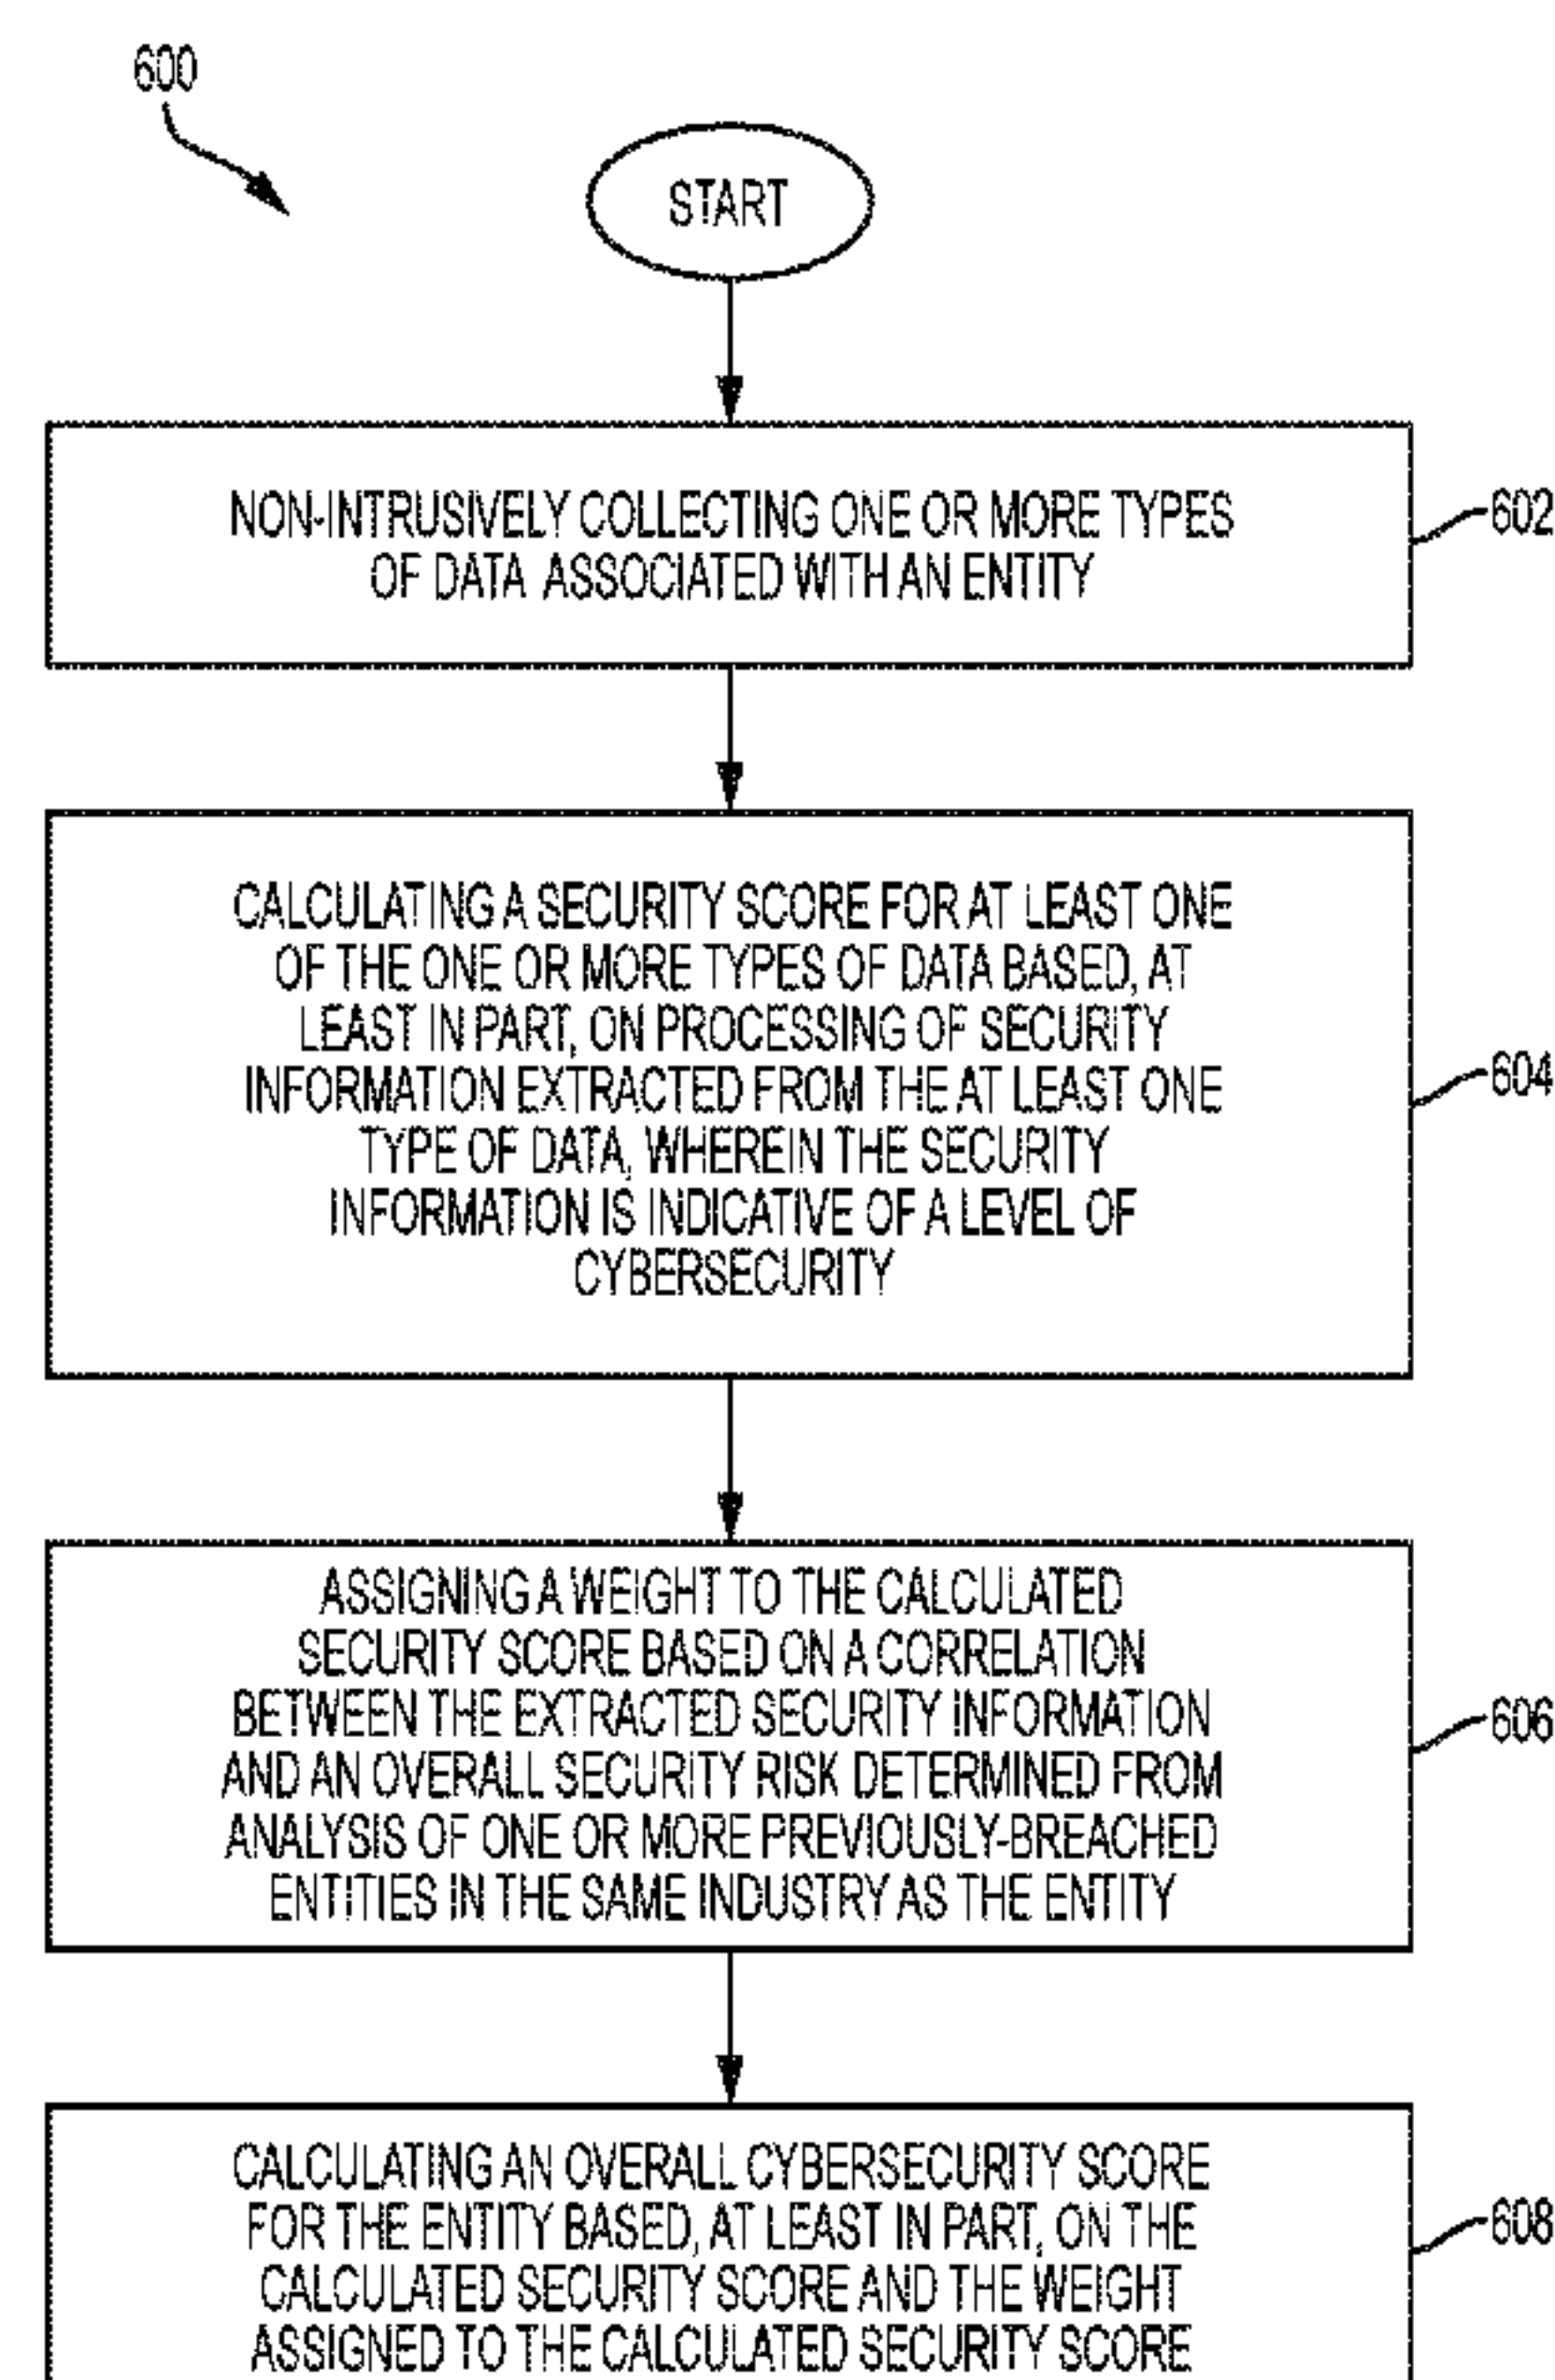 600
START
NON-INTRUSIVELY COLLECTING ONE OR MORE TYPES
OF DATA ASSOCIATED WITH AN ENTITY
602
CALCULATING A SECURITY SCORE FOR AT LEAST ONE
OF THE ONE OR MORE TYPES OF DATA BASED, AT
LEAST IN PART, ON PROCESSING OF SECURITY
INFORMATION EXTRACTED FROM THE AT LEAST ONE
TYPE OF DATA, WHEREIN THE SECURITY
INFORMATION IS INDICATIVE OF A LEVEL OF
CYBERSECURITY
604
ASSIGNING A WEIGHT TO THE CALCULATED
SECURITY SCORE BASED ON A CORRELATION
BETWEEN THE EXTRACTED SECURITY INFORMATION
AND AN OVERALL SECURITY RISK DETERMINED FROM
ANALYSIS OF ONE OR MORE PREVIOUSLY-BREACHED
ENTITIES IN THE SAME INDUSTRY AS THE ENTITY
606
CALCULATING AN OVERALL CYBERSECURITY SCORE
FOR THE ENTITY BASED, AT LEAST IN PART, ON THE
CALCULATED SECURITY SCORE AND THE WEIGHT
ASSIGNED TO THE CALCULATED SECURITY SCORE
608